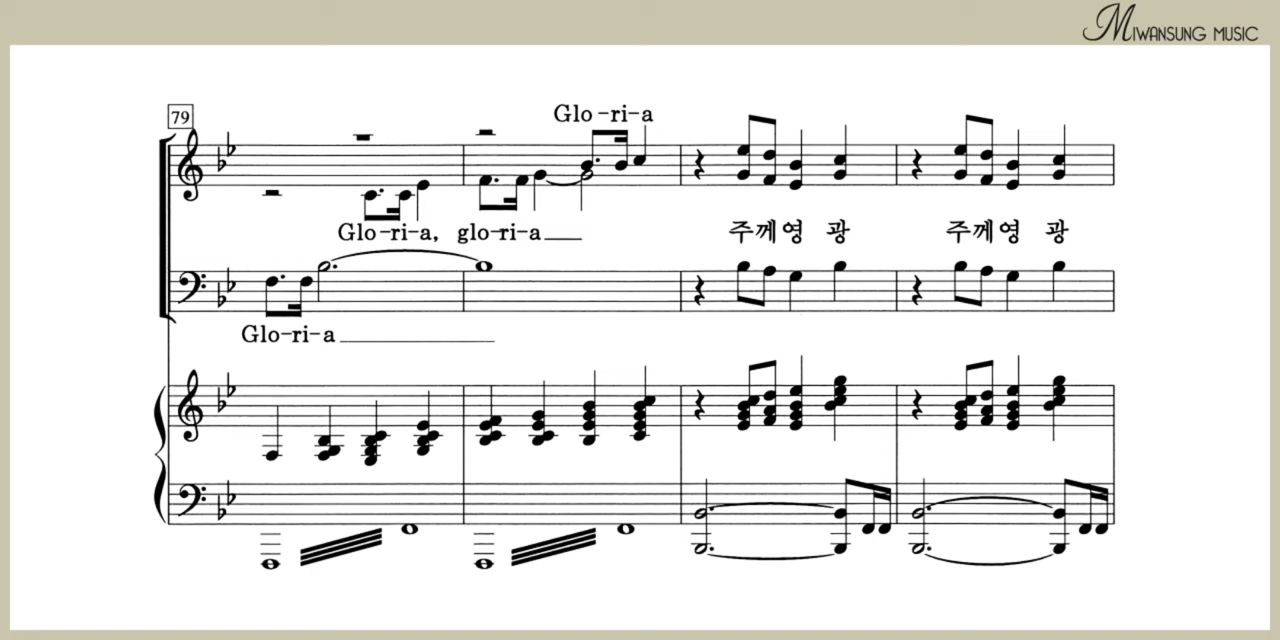 MIWANSUNG MUSIC
79
Glo-ri-a
Glo-ri-a, glo-ri-a
주께영 광 주께영 광
Glo-ri-a